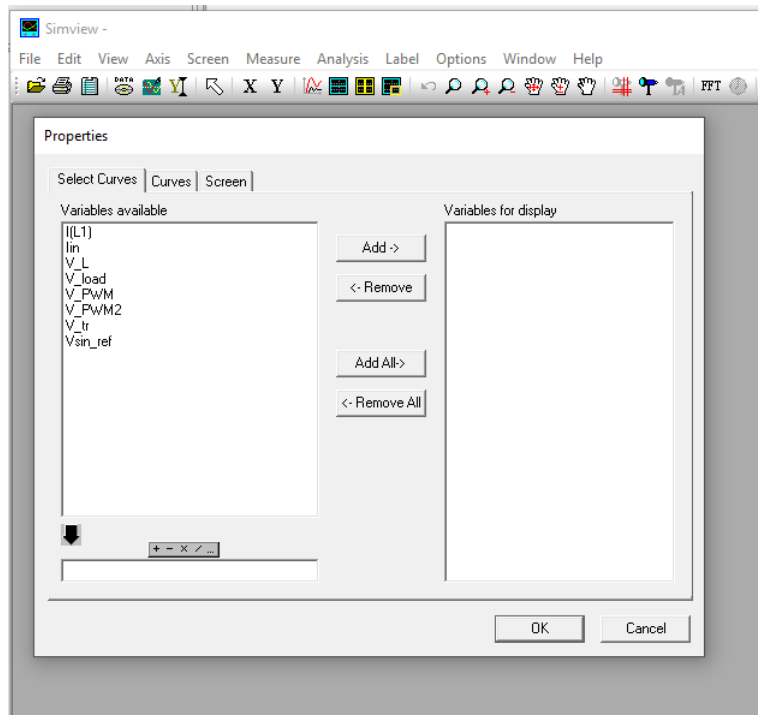 Simview -
File Edit View Axis Screen Measure Analysis Label Options Window Help
DATA Y X Y FFT
Properties
Select Curves Curves Screen
Variables available
Variables for display
I(L1)
Iin
V_L
V_load
V_PWM
V_PWM2
V_tr
Vsin_ref
Add ->
<- Remove
Add All->
<- Remove All
+ - × / ...
OK Cancel